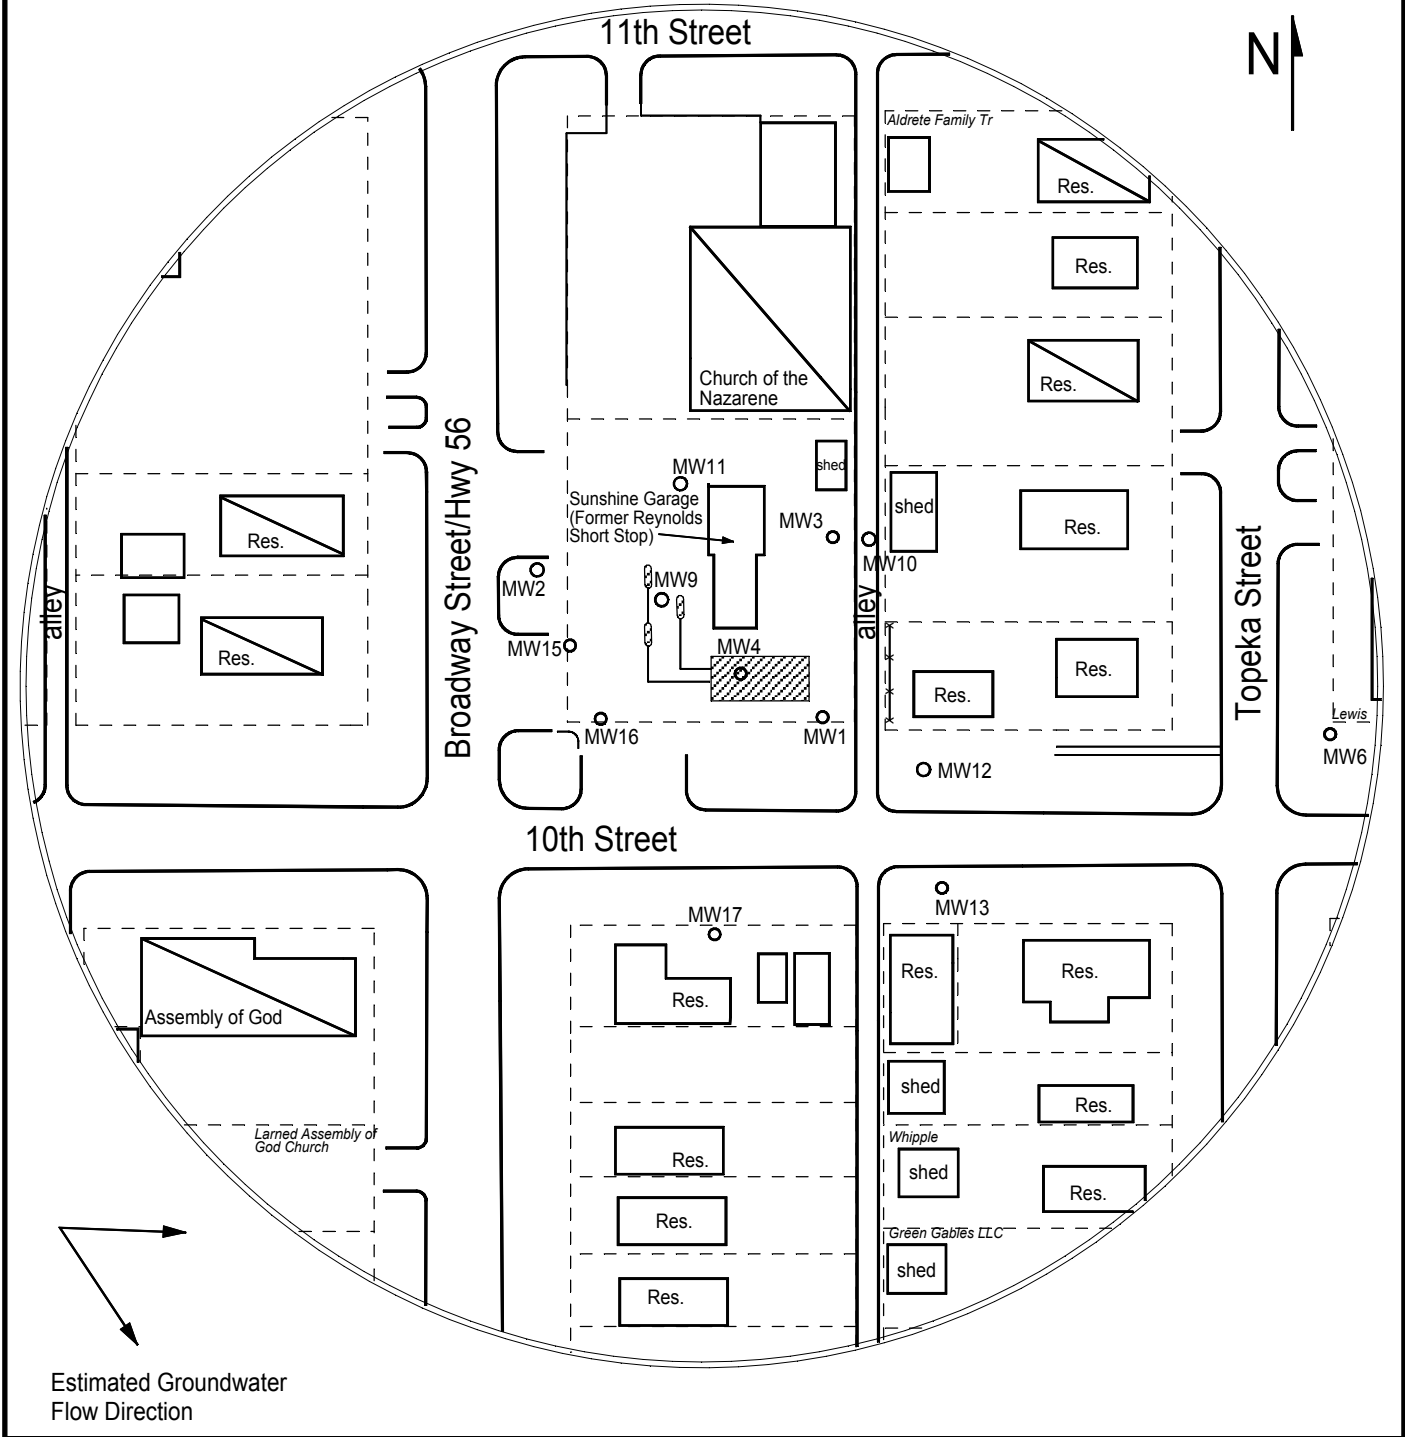 11th Street
N
Aldrete Family Tr
Res.
Res.
Church of the
Nazarene
Res.
Broadway Street/Hwy 56
MW11
shed
Sunshine Garage
(Former Reynolds
Short Stop)
MW3
shed
Res.
Res.
MW10
Topeka Street
MW2
MW9
alley
alley
MW15
MW4
Res.
Res.
Res.
Lewis
MW16
MW1
MW6
MW12
10th Street
MW13
MW17
Res.
Res.
Res.
Assembly of God
shed
Res.
Larned Assembly of
God Church
Whipple
Res.
shed
Res.
Res.
Green Gables LLC
shed
Res.
Estimated Groundwater
Flow Direction